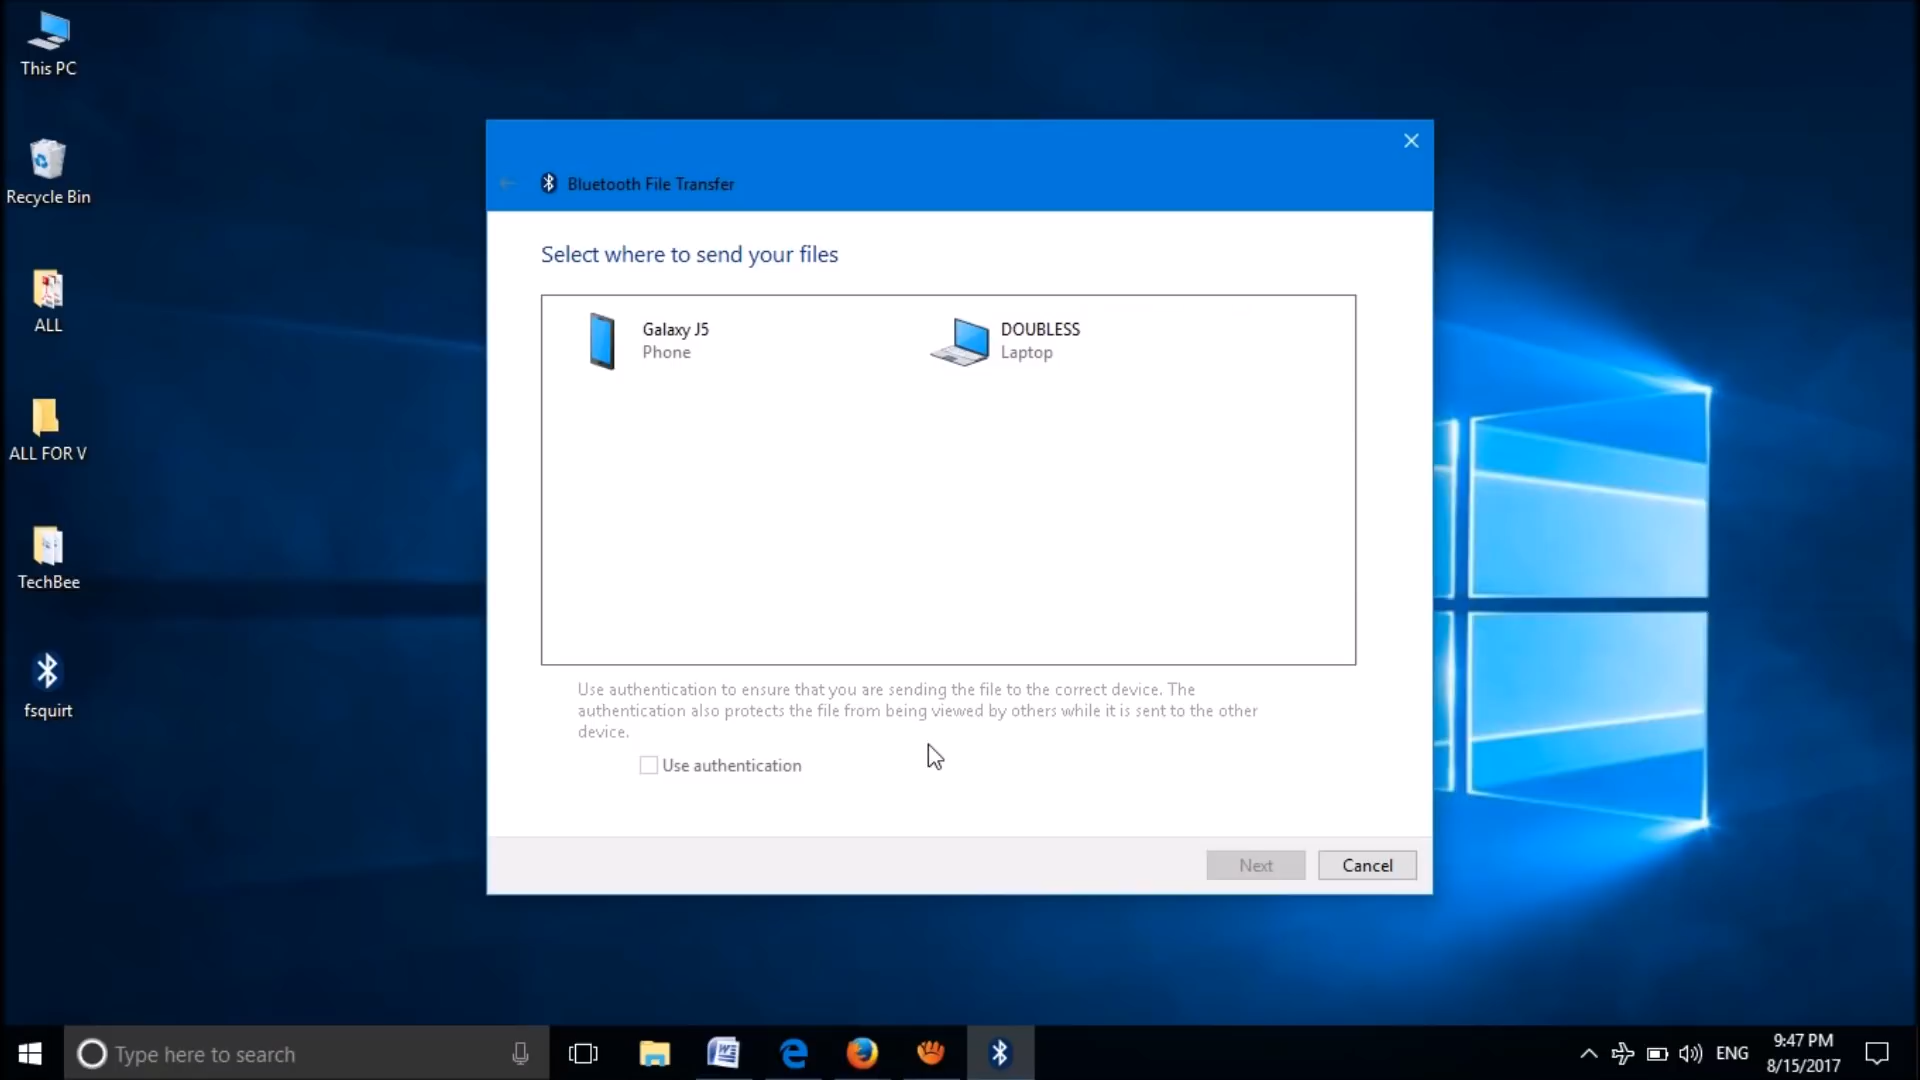 This PC
Recycle Bin
ALL
ALL FOR V
TechBee
fsquirt
Bluetooth File Transfer
Select where to send your files
Galaxy J5
Phone
DOUBLESS
Laptop
Use authentication to ensure that you are sending the file to the correct device. The
authentication also protects the file from being viewed by others while it is sent to the other
device.
Use authentication
Next
Cancel
Type here to search
ENG
9:47 PM
8/15/2017